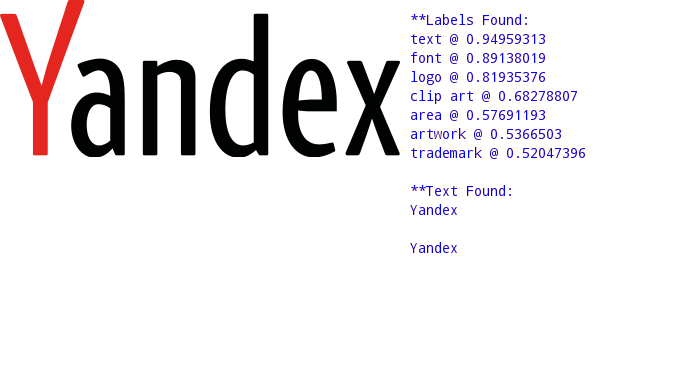 Yandex
**Labels Found:
text @ 0.94959313
font @ 0.89138019
logo @ 0.81935376
clip art @ 0.68278807
area @ 0.57691193
artwork @ 0.5366503
trademark @ 0.52047396
**Text Found:
Yandex
Yandex